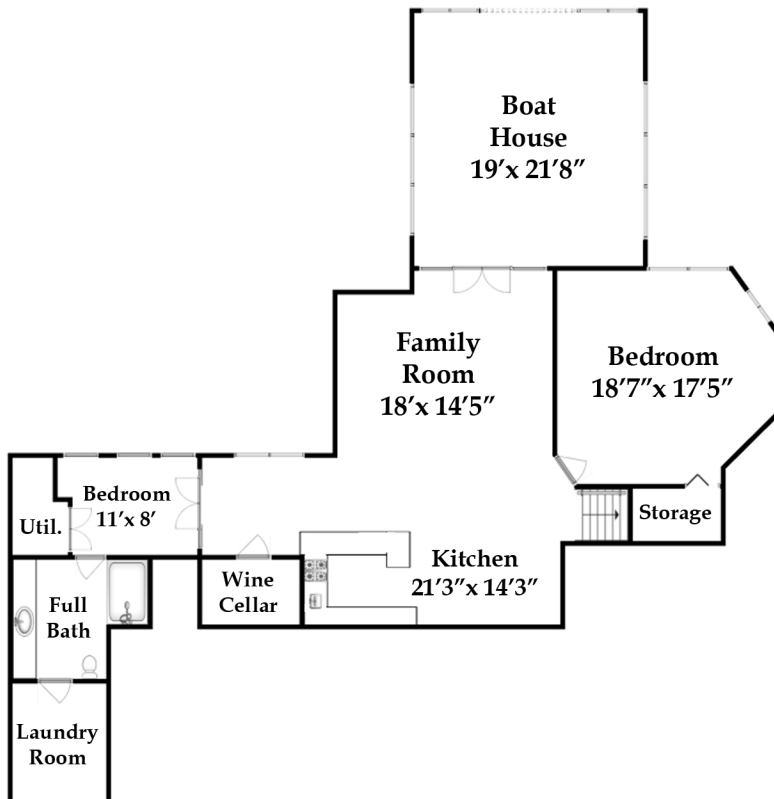 Boat
House
19’x 21’8”
Family
Room
18’x 14’5”
Bedroom
18’7”x 17’5”
Bedroom
11’x 8’
Util.
Storage
Kitchen
21’3”x 14’3”
Wine
Cellar
Full
Bath
Laundry
Room